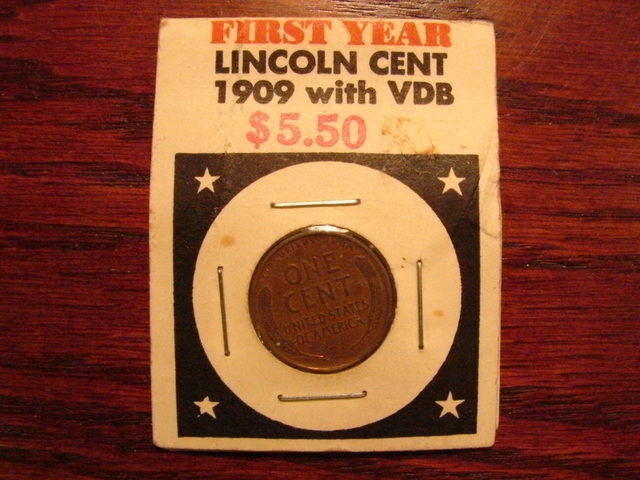 FIRST YEAR
LINCOLN CENT
1909 with VDB
$5.50
ONE
CENT
UNITED STATES
OF AMERICA